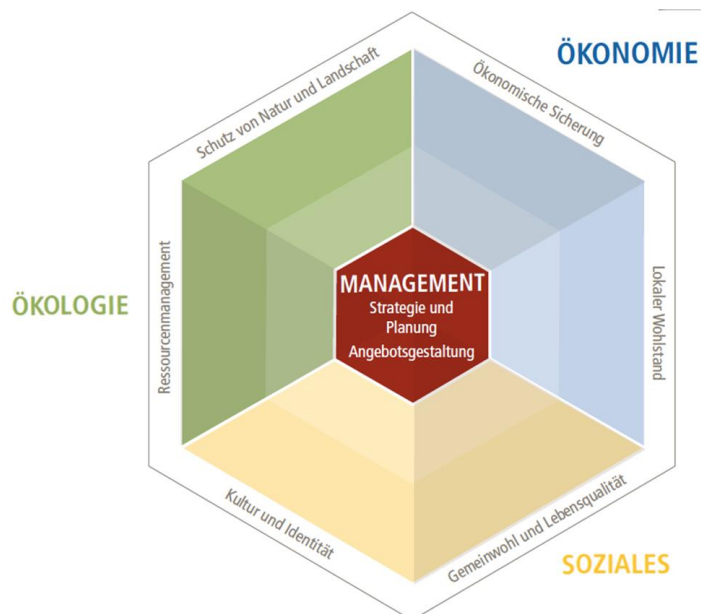 ÖKONOMIE
Schutz von Natur und Landschaft
Ökonomische Sicherung
ÖKOLOGIE
Ressourcenmanagement
MANAGEMENT
Strategie und
Planung
Angebotsgestaltung
Lokaler Wohlstand
Kultur und Identität
Gemeinwohl und Lebensqualität
SOZIALES